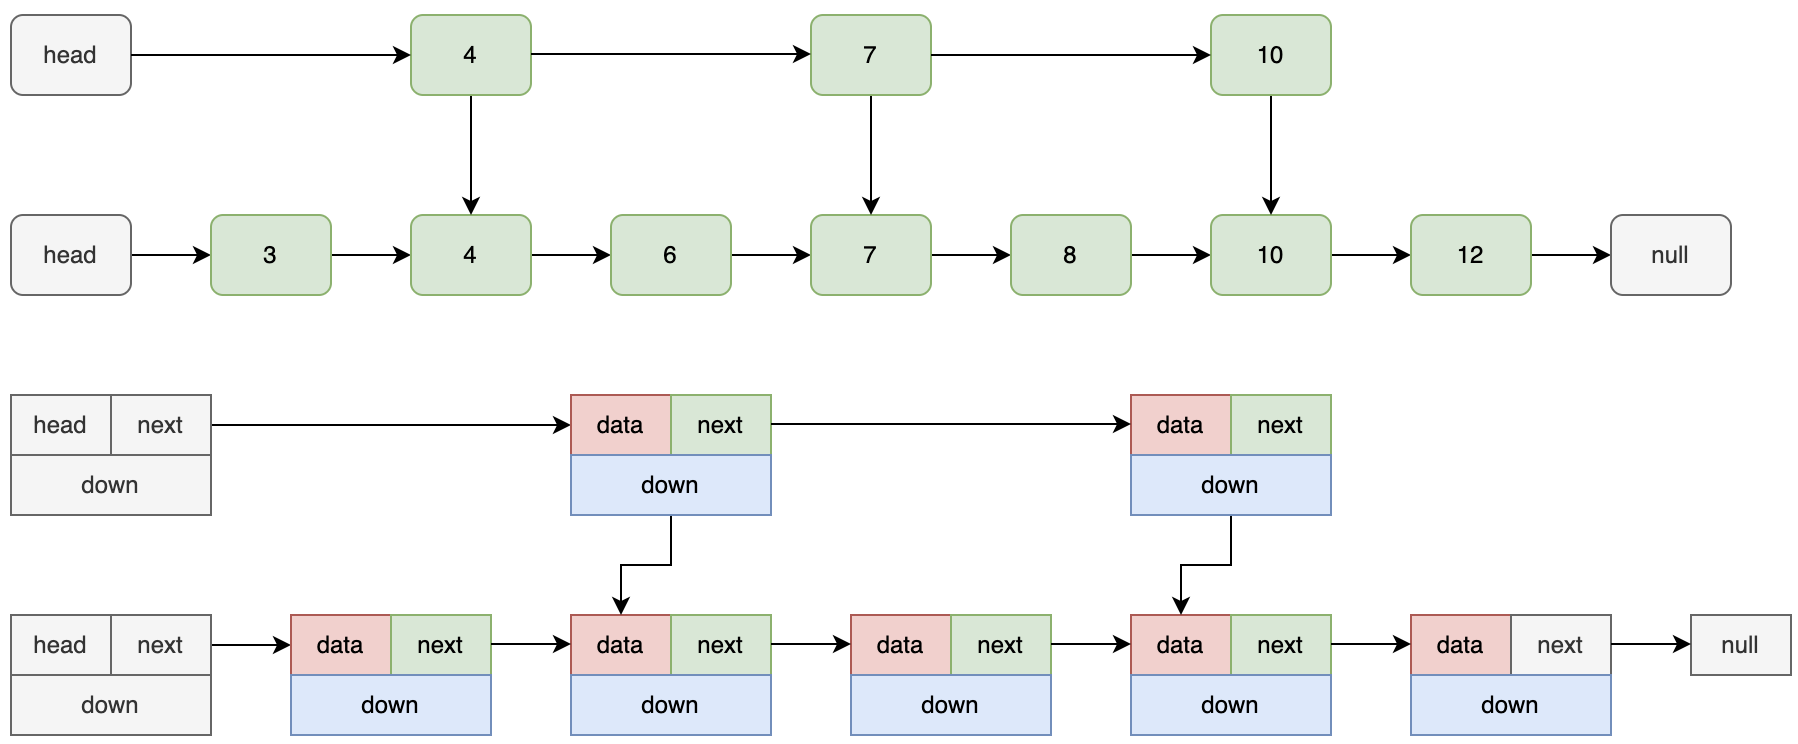 head 4 7 10
head 3 4 6 7 8 10 12 null
head next data next data next
down down down
head next data next data next data next data next data next null
down down down down down down